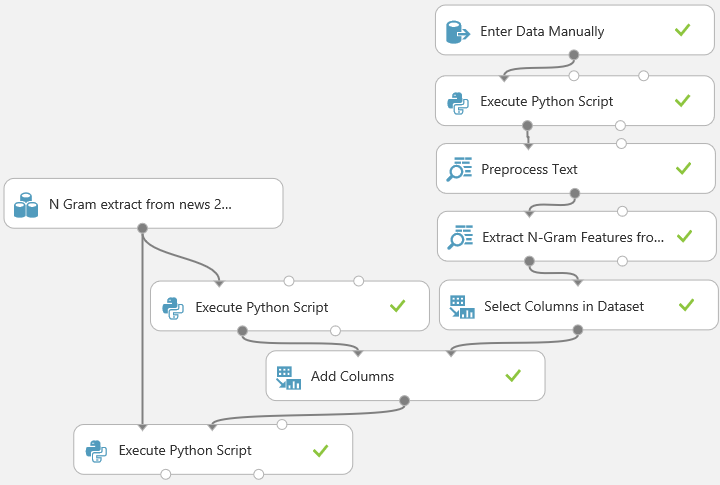 Enter Data Manually
Execute Python Script
Preprocess Text
N Gram extract from news 2...
Extract N-Gram Features fro...
Execute Python Script
Select Columns in Dataset
Add Columns
Execute Python Script